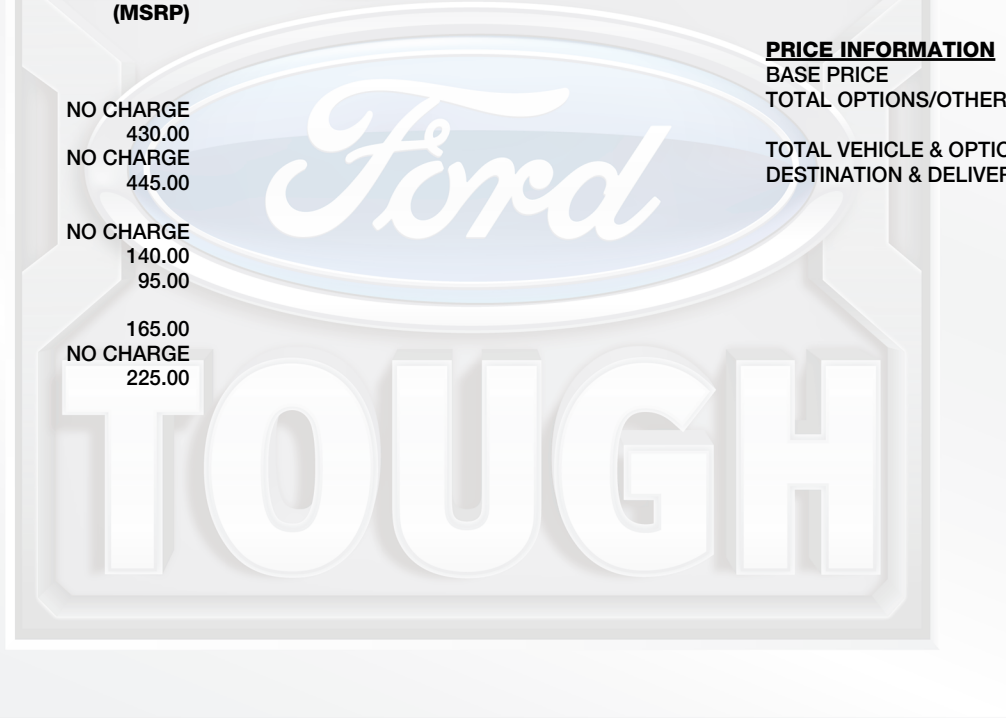 (MSRP)
NO CHARGE
430.00
NO CHARGE
445.00
NO CHARGE
140.00
95.00
165.00
NO CHARGE
225.00
PRICE INFORMATION
BASE PRICE
TOTAL OPTIONS/OTHER
TOTAL VEHICLE & OPTIO
DESTINATION & DELIVER
Ford
TOUGH